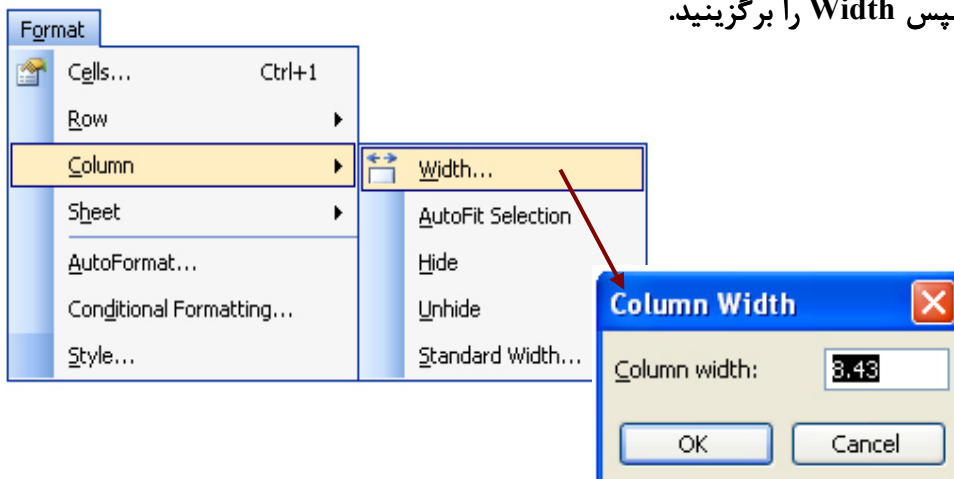 سپس Width را برگزینید.
Format
Cells... Ctrl+1
Row
Column
Sheet
AutoFormat...
Conditional Formatting...
Style...
Width...
AutoFit Selection
Hide
Unhide
Standard Width...
Column Width
Column width: 8.43
OK Cancel